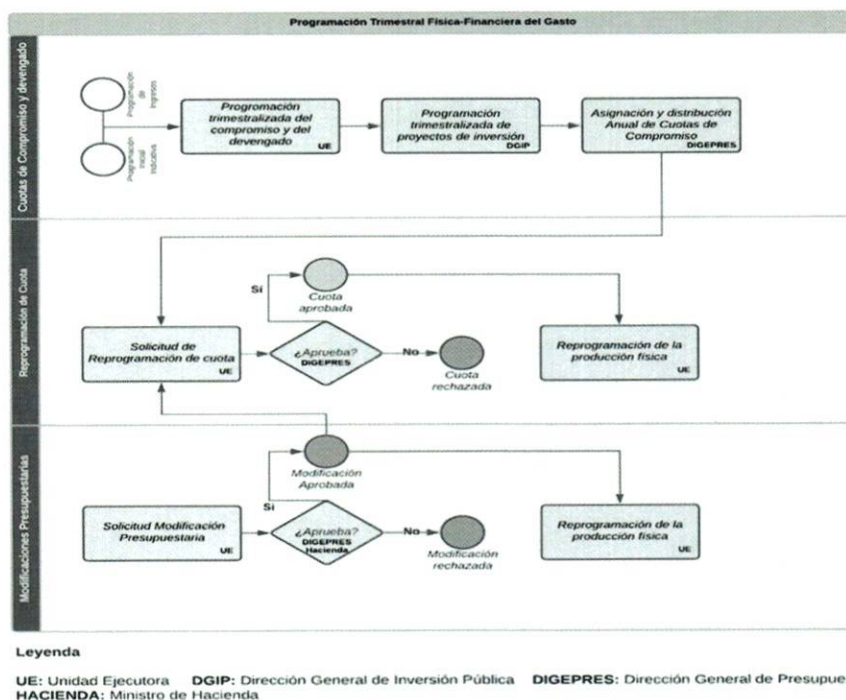 Programación Trimestral Física-Financiera del Gasto
Cuotas de Compromiso y devengado
Programación
de
Ingresos
Programación
Inicial
Indicativa
Progromación
trimestralizada del
compromiso y del
devengado
UE
Programación
trimestralizada de
proyectos de inversión
DGIP
Asignación y distribución
Anual de Cuotas de
Compromiso
DIGEPRES
Reprogramación de Cuota
Solicitud de
Reprogramación de cuota
UE
Sí
Cuota
aprobada
¿Aprueba?
DIGEPRES
No
Cuota
rechazada
Reprogramación de la
producción física
UE
Modificaciones Presupuestarias
Solicitud Modificación
Presupuestaria
UE
Sí
Modificación
Aprobada
¿Aprueba?
DIGEPRES
Hacienda
No
Modificación
rechazada
Reprogramación de la
producción física
UE
Leyenda
UE: Unidad Ejecutora DGIP: Dirección General de Inversión Pública DIGEPRES: Dirección General de Presupue
HACIENDA: Ministro de Hacienda